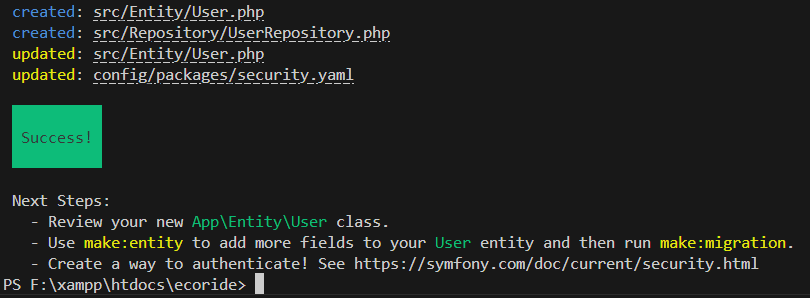 created: src/Entity/User.php
created: src/Repository/UserRepository.php
updated: src/Entity/User.php
updated: config/packages/security.yaml
Success!
Next Steps:
- Review your new App\Entity\User class.
- Use make:entity to add more fields to your User entity and then run make:migration.
- Create a way to authenticate! See https://symfony.com/doc/current/security.html
PS F:\xampp\htdocs\ecoride>